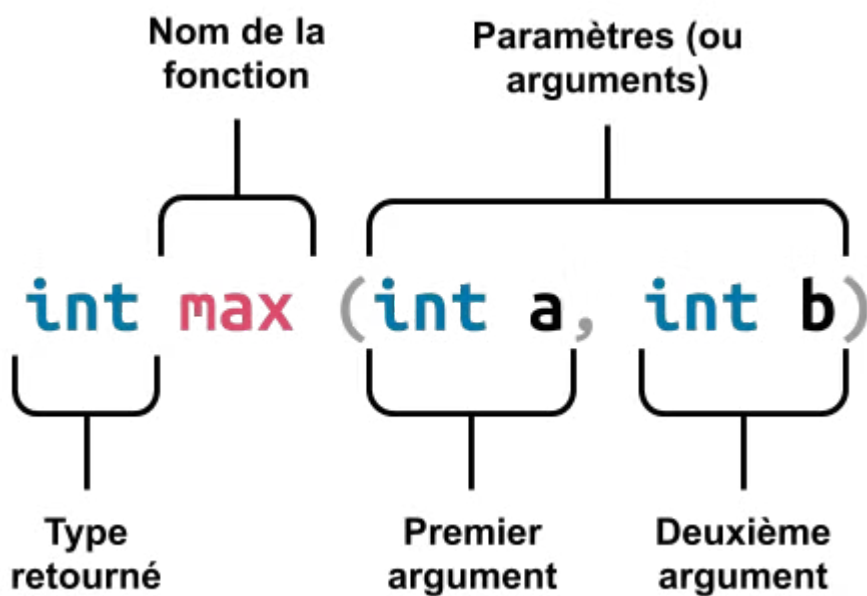 Nom de la
fonction
Paramètres (ou
arguments)
int max (int a, int b)
Type
retourné
Premier
argument
Deuxième
argument